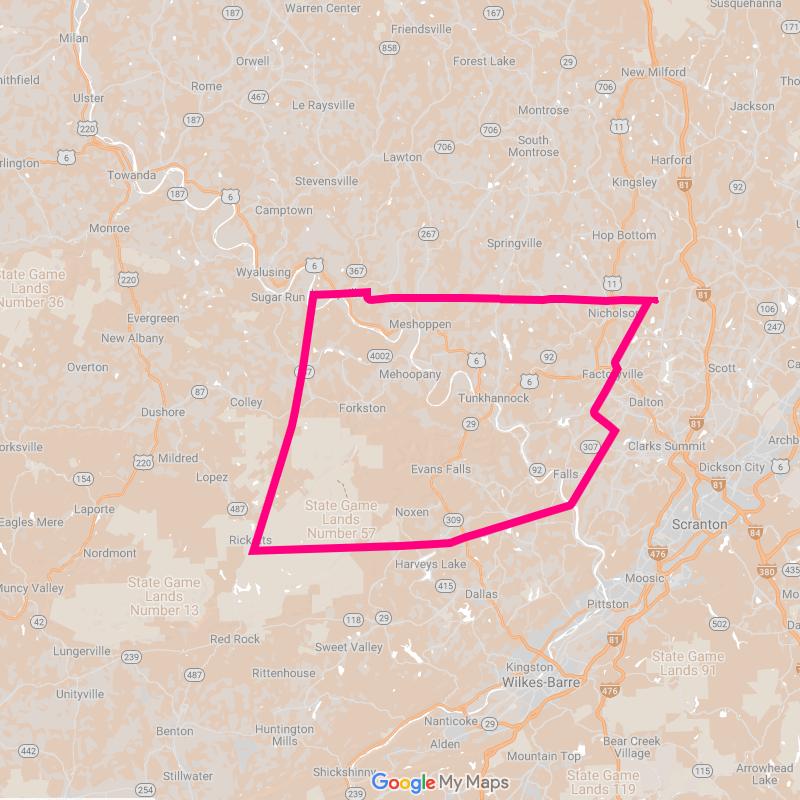 Warren Center
187
Susquehanna
167
171
Milan
Friendsville
858
Orwell
Forest Lake
29
New Milford
Rome
467
706
Ulster
Le Raysville
Montrose
Jackson
220
187
706
11
6
706
South
Montrose
Lawton
Harford
Towanda
Stevensville
Kingsley
81
92
187
6
Camptown
Monroe
267
Springville
Hop Bottom
State Game
Lands
Number 36
220
Wyalusing
6
367
11
Sugar Run
81
106
Evergreen
Meshoppen
Nicholson
247
New Albany
Overton
4002
6
92
Scott
Mehoopany
6
Factoryville
87
Tunkhannock
Colley
Forkston
Dalton
Dushore
29
81
307
Clarks Summit
220
Mildred
Evans Falls
92
Falls
Dickson City
6
154
Lopez
81
487
State Game
Lands
Number 57
Noxen
Laporte
309
Scranton
Eagles Mere
84
Nordmont
476
Harveys Lake
380
435
State Game
Lands
Number 13
415
Dallas
Moosic
Muncy Valley
Pittston
42
118
29
502
Red Rock
81
Lungerville
239
Sweet Valley
State Game
Lands 91
487
Rittenhouse
Kingston
Wilkes-Barre
Unityville
476
Nanticoke
29
Benton
Huntington
Mills
Alden
Bear Creek
Village
442
Mountain Top
Stillwater
Shickshinny
115
Arrowhead
Lake
State Game
Lands 119
254
239
Google My Maps